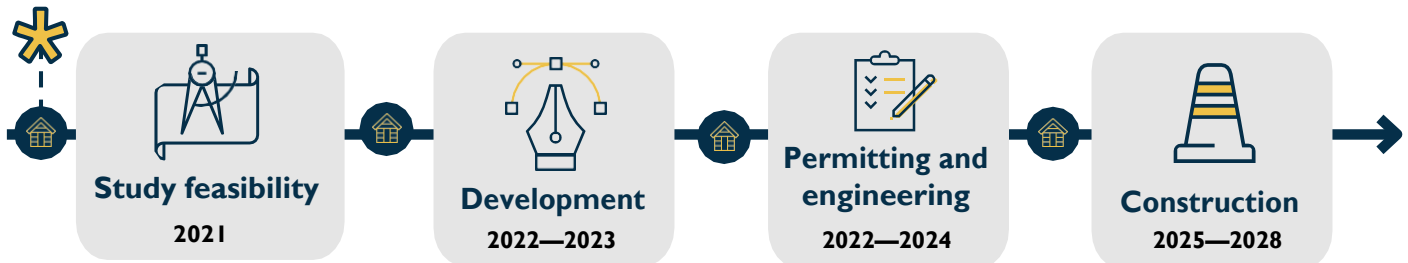 Study feasibility
2021
Development
2022—2023
Permitting and
engineering
2022—2024
Construction
2025—2028